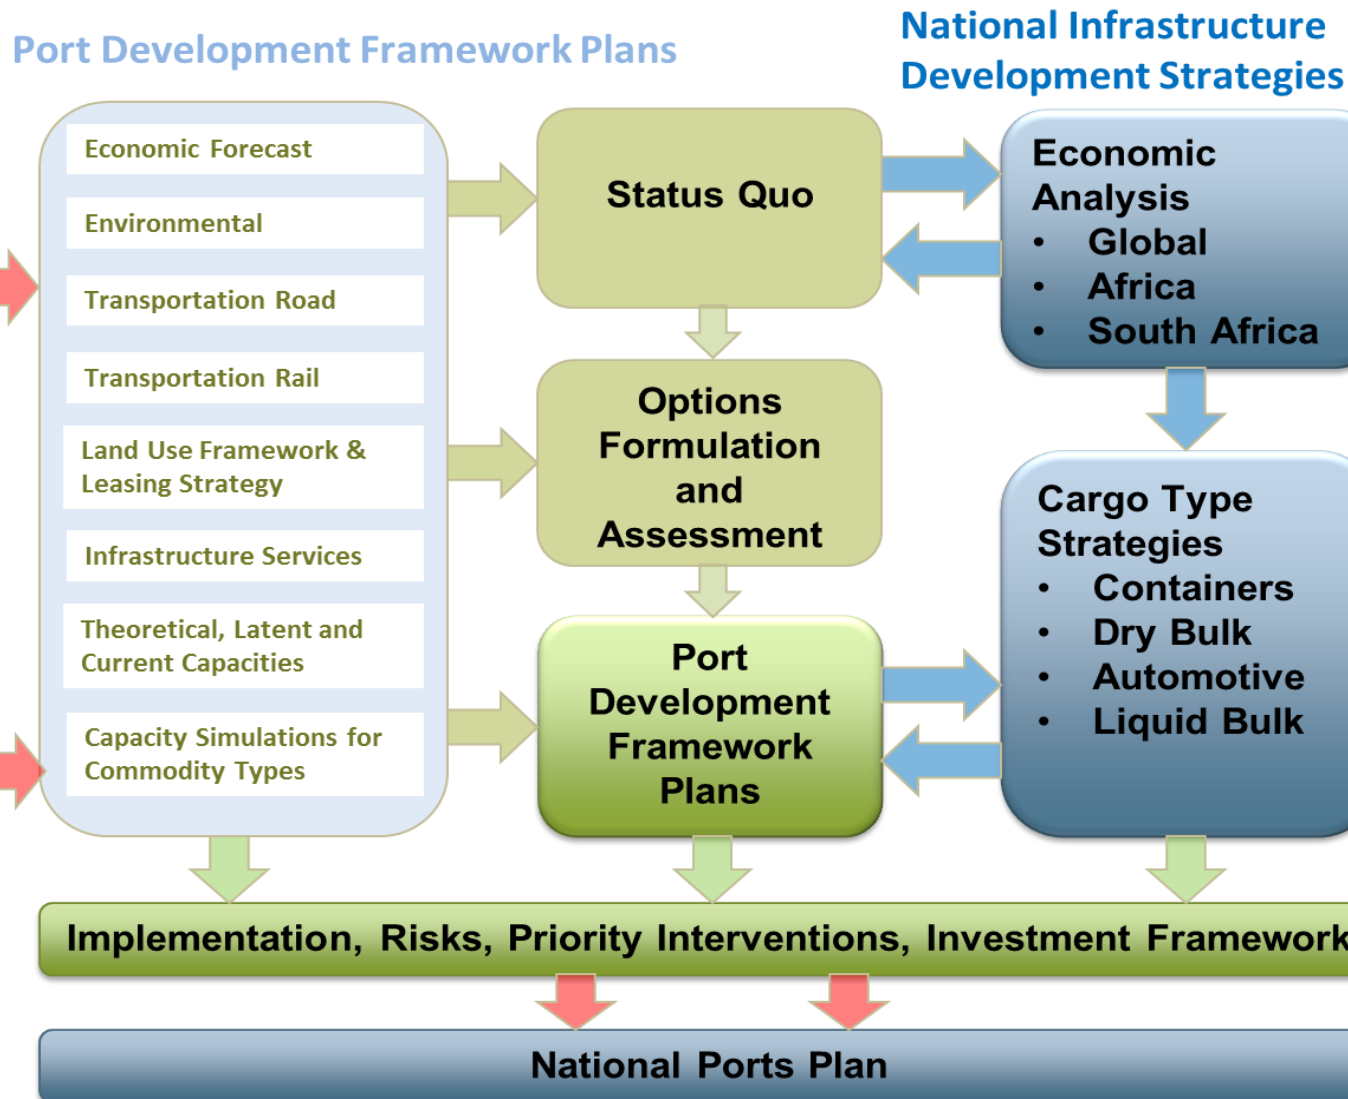 Port Development Framework Plans
National Infrastructure
Development Strategies
Economic Forecast
Environmental
Transportation Road
Transportation Rail
Land Use Framework &
Leasing Strategy
Infrastructure Services
Theoretical, Latent and
Current Capacities
Capacity Simulations for
Commodity Types
Status Quo
Options
Formulation
and
Assessment
Port
Development
Framework
Plans
Economic
Analysis
• Global
• Africa
• South Africa
Cargo Type
Strategies
• Containers
• Dry Bulk
• Automotive
• Liquid Bulk
Implementation, Risks, Priority Interventions, Investment Framework
National Ports Plan